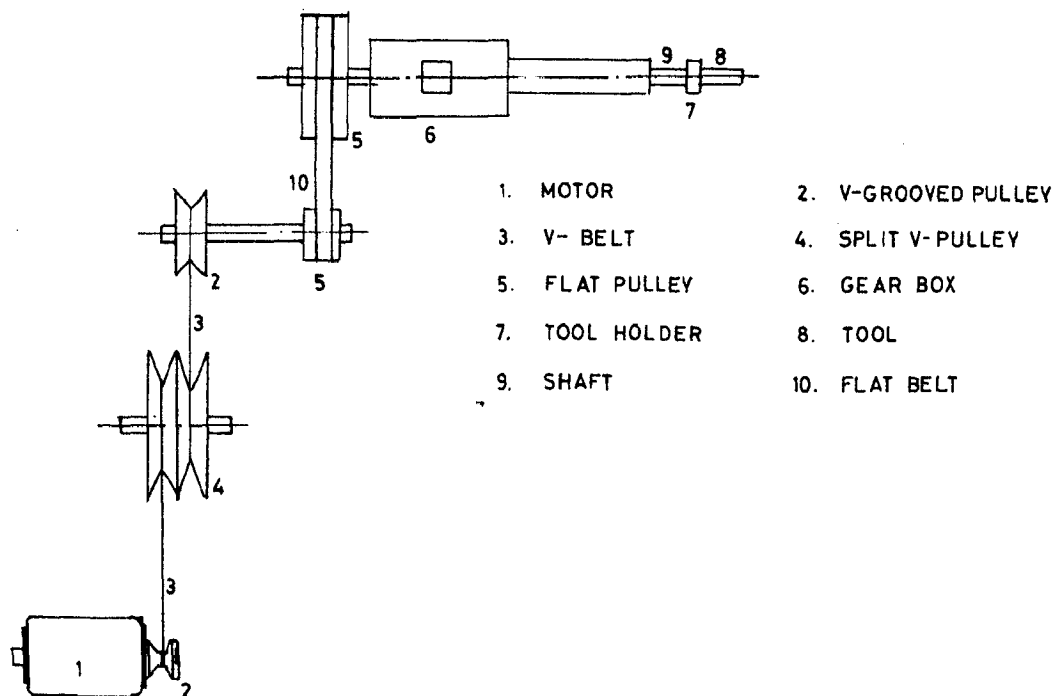 9 8
7
5 6
10
1. MOTOR 2. V-GROOVED PULLEY
3. V- BELT 4. SPLIT V-PULLEY
5. FLAT PULLEY 6. GEAR BOX
7. TOOL HOLDER 8. TOOL
9. SHAFT 10. FLAT BELT
2 5
3
4
3
1
2